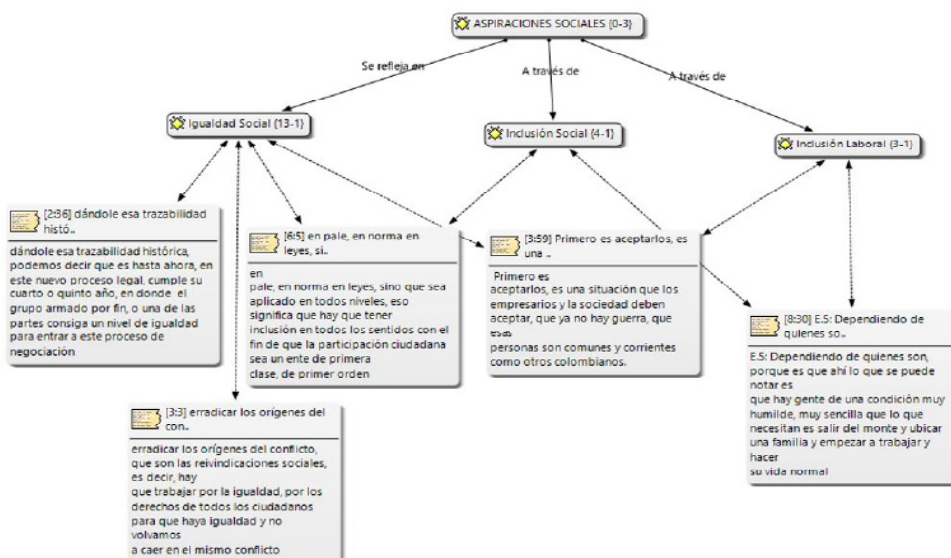 ASPIRACIONES SOCIALES {0-3}
Se refleja en
A través de
A través de
Igualdad Social {13-1}
Inclusión Social {4-1}
Inclusión Laboral {3-1}
[2:36] dándole esa trazabilidad
histó..
dándole esa trazabilidad histórica,
podemos decir que es hasta ahora, en
este nuevo proceso legal, cumple su
cuarto o quinto año, en donde el
grupo armado por fin, o una de las
partes consiga un nivel de igualdad
para entrar a este proceso de
negociación
[6:5] en pale, en norma en
leyes, si..
en
pale, en norma en leyes, sino que sea
aplicado en todos niveles, eso
significa que hay que tener
inclusión en todos los sentidos con el
fin de que la participación ciudadana
sea un ente de primera
clase, de primer orden
[3:59] Primero es aceptarlos, es
una ..
Primero es
aceptarlos, es una situación que los
empresarios y la sociedad deben
aceptar, que ya no hay guerra, que
esas
personas son comunes y corrientes
como otros colombianos.
[8:30] E.S: Dependiendo de
quienes so..
E.S: Dependiendo de quienes son,
porque es que ahí lo que se puede
notar es
que hay gente de una condición muy
humilde, muy sencilla que lo que
necesitan es salir del monte y ubicar
una familia y empezar a trabajar y
hacer
su vida normal
[3:3] erradicar los orígenes del
con..
erradicar los orígenes del conflicto,
que son las reivindicaciones sociales,
es decir, hay
que trabajar por la igualdad, por los
derechos de todos los ciudadanos
para que haya igualdad y no
volvamos
a caer en el mismo conflicto